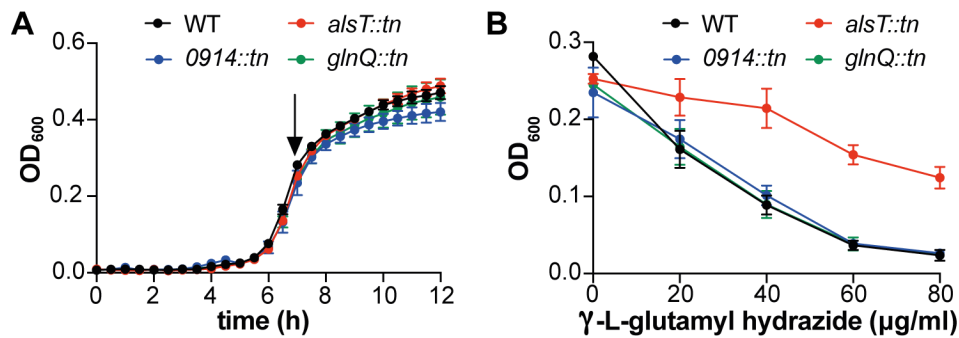 A
WT
alsT::tn
0914::tn
glnQ::tn
OD600
0.6
0.4
0.2
0.0
0 2 4 6 8 10 12
time (h)
B
WT
alsT::tn
0914::tn
glnQ::tn
OD600
0.3
0.2
0.1
0.0
0 20 40 60 80
γ-L-glutamyl hydrazide (µg/ml)